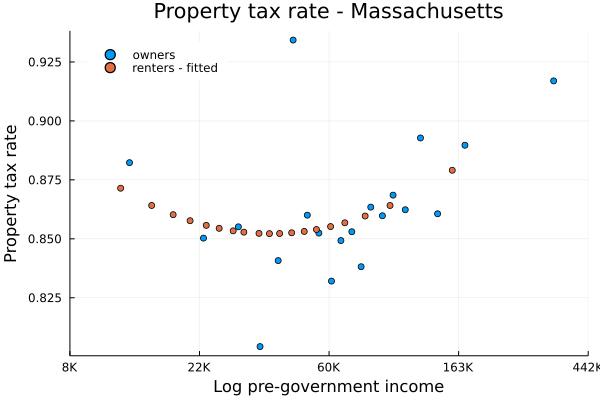 Property tax rate - Massachusetts
owners
renters - fitted
0.925
0.900
0.875
0.850
0.825
Property tax rate
8K 22K 60K 163K 442K
Log pre-government income